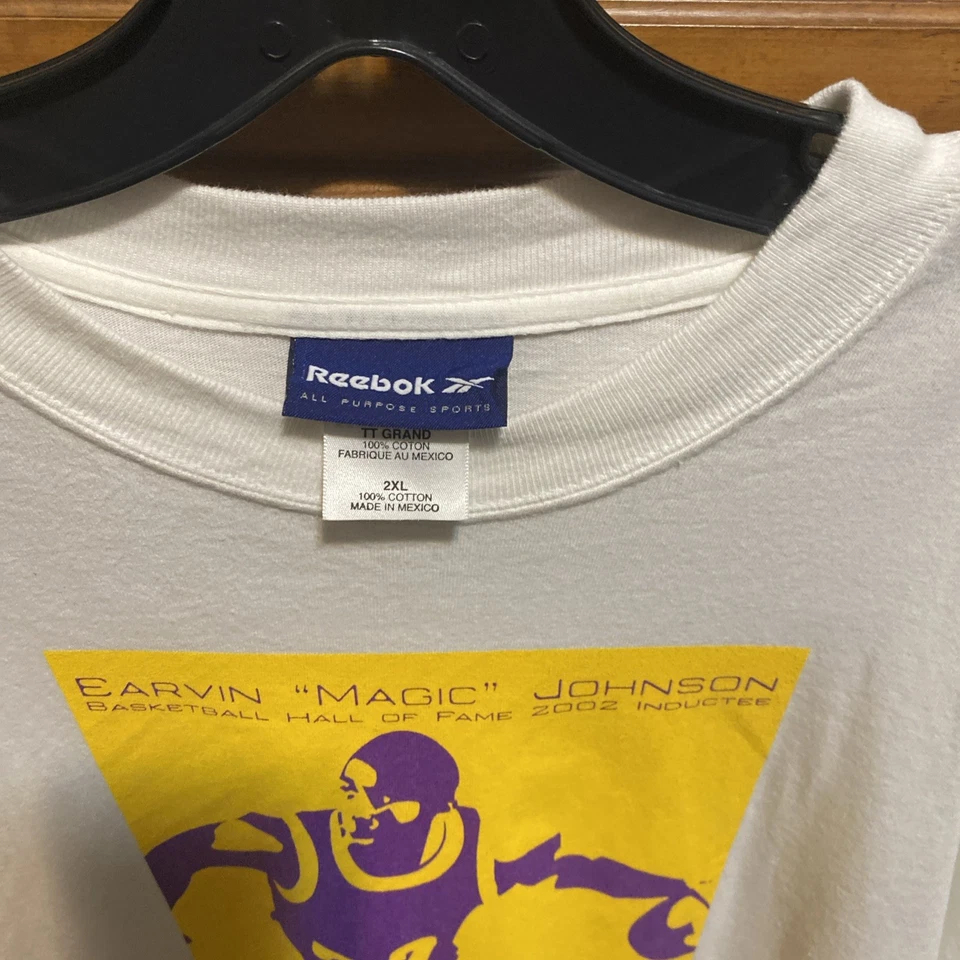 Reebok
ALL PURPOSE SPORTS
TT GRAND
100% COTON
FABRIQUE AU MEXICO
2XL
100% COTTON
MADE IN MEXICO
EARVIN “MAGIC” JOHNSON
BASKETBALL HALL OF FAME 2002 INDUCTEE